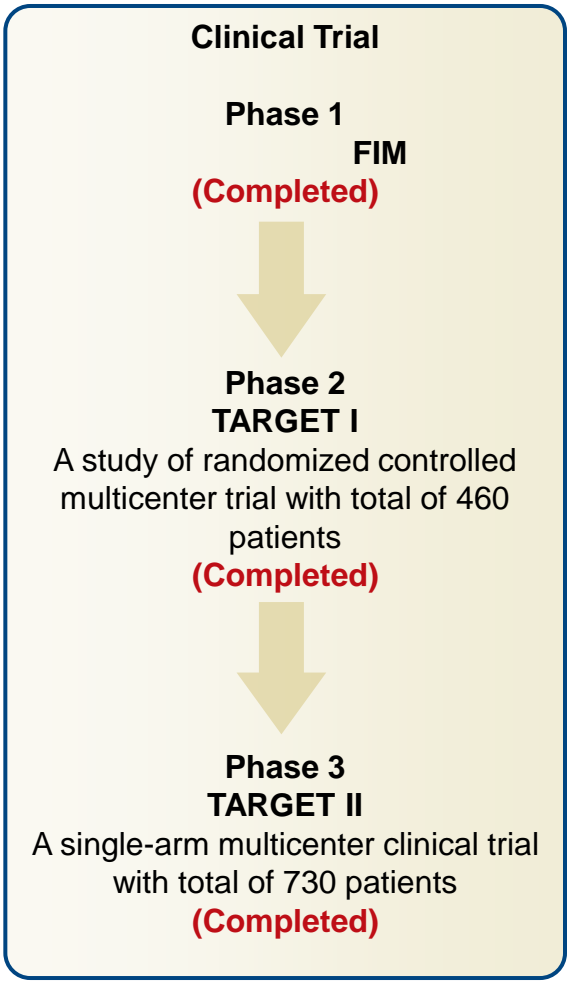 Clinical Trial
Phase 1
FIM
(Completed)
Phase 2
TARGET I
A study of randomized controlled
multicenter trial with total of 460
patients
(Completed)
Phase 3
TARGET II
A single-arm multicenter clinical trial
with total of 730 patients
(Completed)